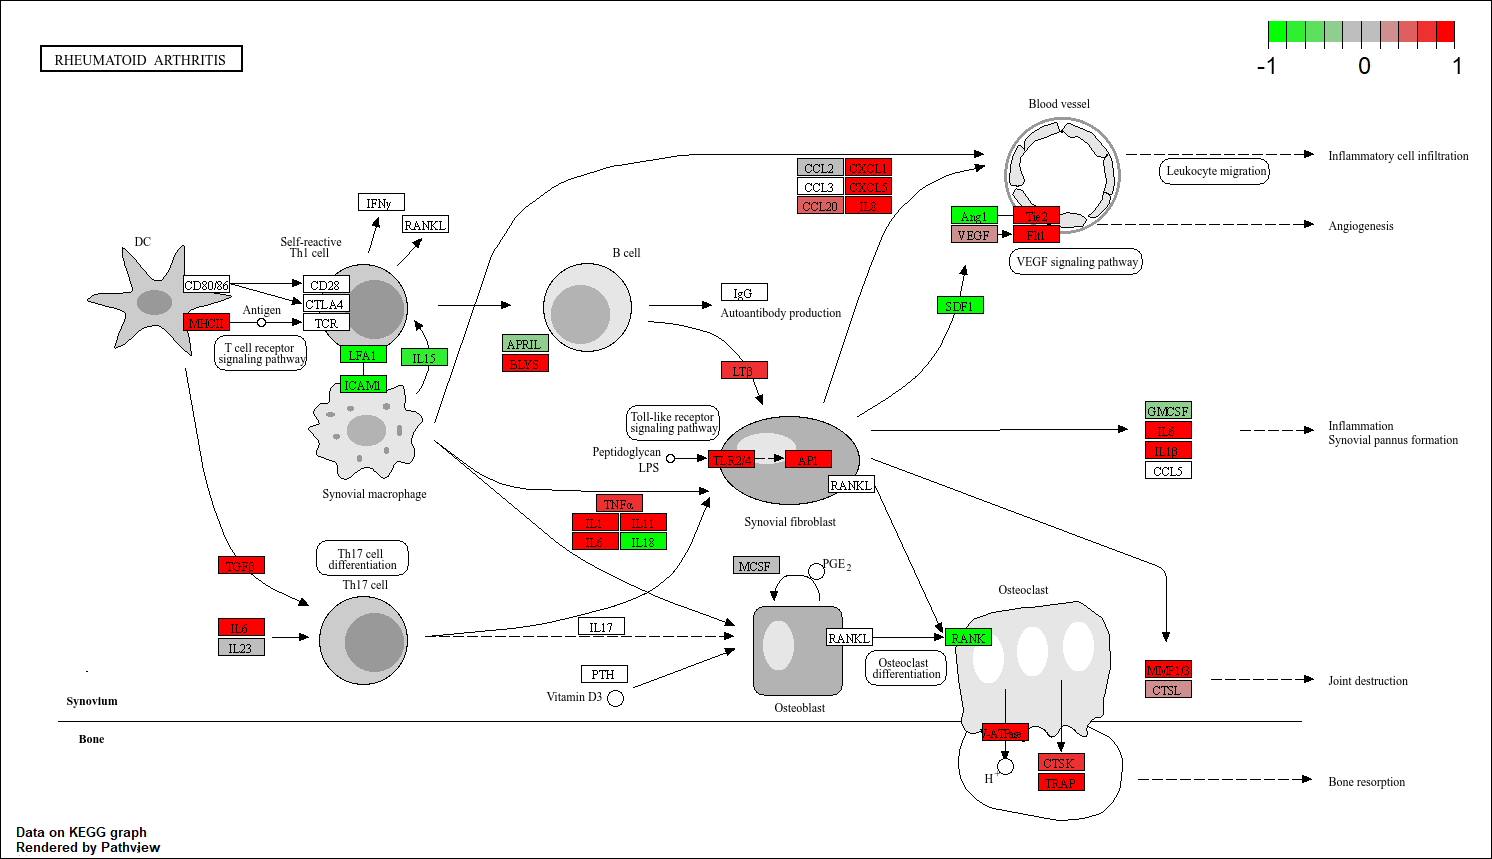 RHEUMATOID ARTHRITIS
-1 0 1
Blood vessel
Inflammatory cell infiltration
Leukocyte migration
CCL2 CXCL1
CCL3 CXCL5
CCL20 IL8
IFNγ
RANKL
Ang1 Tie2
VEGF Flt1
Angiogenesis
VEGF signaling pathway
DC
Self-reactive
Th1 cell
B cell
CD80/86 CD28
CTLA4
MHCII Antigen TCR
T cell receptor
signaling pathway
LFA1
IL15
ICAM1
IgG
Autoantibody production
SDF1
APRIL
BLYS
LTβ
Toll-like receptor
signaling pathway
Peptidoglycan
LPS
TLR2/4 AP1
RANKL
Synovial fibroblast
Synovial macrophage
GMCSF
IL6
IL1β
CCL5
Inflammation
Synovial pannus formation
TNFα
IL1 IL11
IL6 IL18
TGFβ
Th17 cell
differentiation
Th17 cell
IL6
IL23
IL17
PTH
Vitamin D3
MCSF
PGE2
RANKL
Osteoblast
RANK
Osteoclast
differentiation
Osteoclast
MMP1/3
CTSL
Joint destruction
Synovium
Bone
V-ATPase
H+
CTSK
TRAP
Bone resorption
Data on KEGG graph
Rendered by Pathview